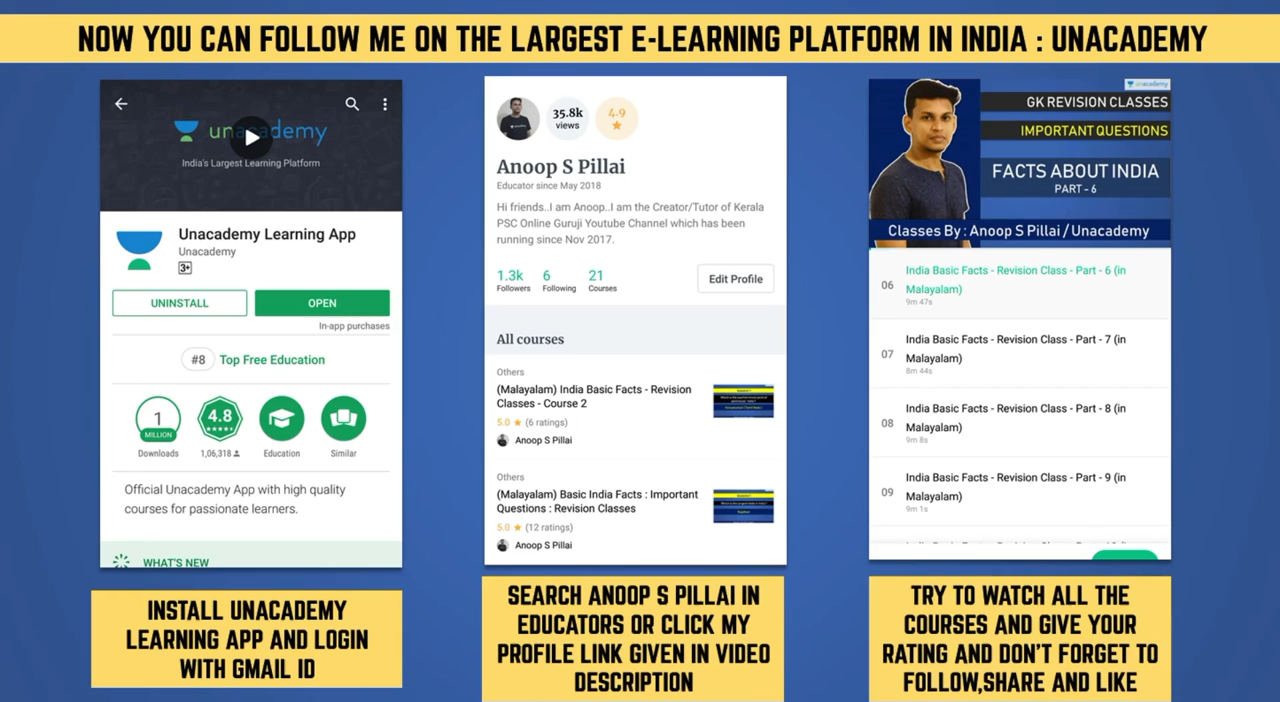 NOW YOU CAN FOLLOW ME ON THE LARGEST E-LEARNING PLATFORM IN INDIA : UNACADEMY
unacademy
India's Largest Learning Platform
Unacademy Learning App
Unacademy
3+
UNINSTALL
OPEN
In-app purchases
#8 Top Free Education
1
MILLION
4.8
Downloads
1,06,318
Education
Similar
Official Unacademy App with high quality
courses for passionate learners.
WHAT'S NEW
INSTALL UNACADEMY
LEARNING APP AND LOGIN
WITH GMAIL ID
35.8k
views
4.9
Anoop S Pillai
Educator since May 2018
Hi friends..I am Anoop..I am the Creator/Tutor of Kerala
PSC Online Guruji Youtube Channel which has been
running since Nov 2017.
1.3k
Followers
6
Following
21
Courses
Edit Profile
All courses
Others
(Malayalam) India Basic Facts - Revision
Classes - Course 2
5.0 ★ (6 ratings)
Anoop S Pillai
Others
(Malayalam) Basic India Facts : Important
Questions : Revision Classes
5.0 ★ (12 ratings)
Anoop S Pillai
SEARCH ANOOP S PILLAI IN
EDUCATORS OR CLICK MY
PROFILE LINK GIVEN IN VIDEO
DESCRIPTION
unacademy
GK REVISION CLASSES
IMPORTANT QUESTIONS
FACTS ABOUT INDIA
PART - 6
Classes By : Anoop S Pillai / Unacademy
06
India Basic Facts - Revision Class - Part - 6 (in
Malayalam)
9m 47s
07
India Basic Facts - Revision Class - Part - 7 (in
Malayalam)
8m 44s
08
India Basic Facts - Revision Class - Part - 8 (in
Malayalam)
9m 8s
09
India Basic Facts - Revision Class - Part - 9 (in
Malayalam)
9m 1s
TRY TO WATCH ALL THE
COURSES AND GIVE YOUR
RATING AND DON'T FORGET TO
FOLLOW,SHARE AND LIKE